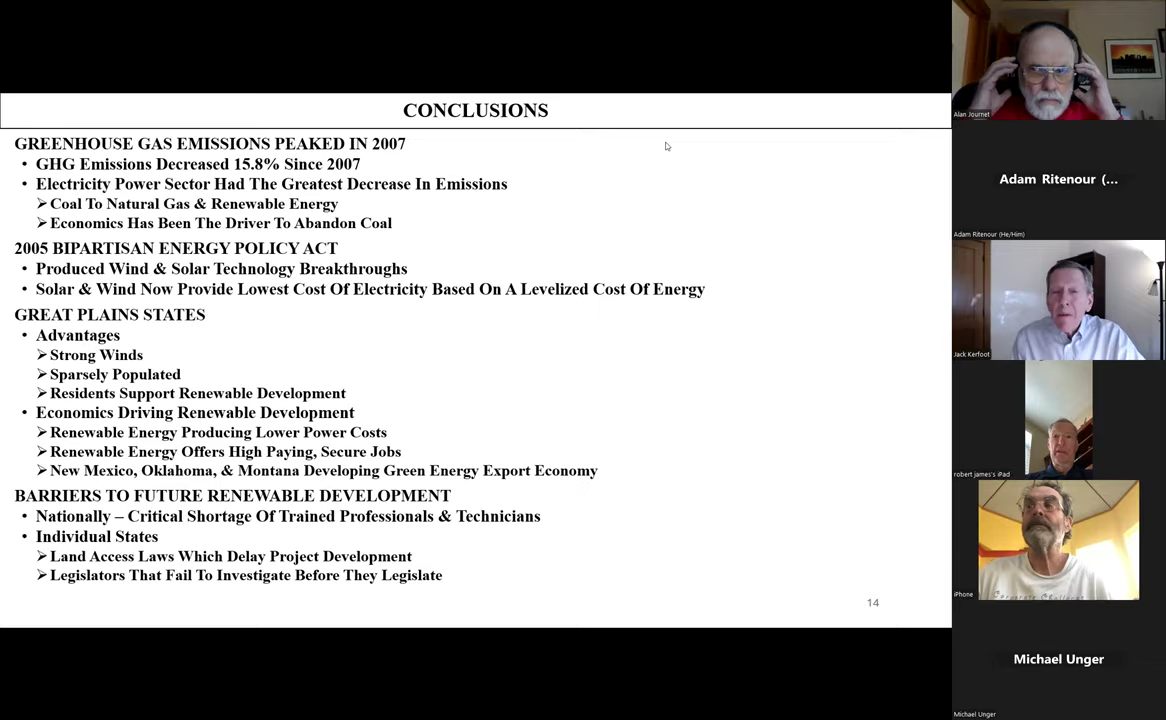 CONCLUSIONS
GREENHOUSE GAS EMISSIONS PEAKED IN 2007
• GHG Emissions Decreased 15.8% Since 2007
• Electricity Power Sector Had The Greatest Decrease In Emissions
➢ Coal To Natural Gas & Renewable Energy
➢ Economics Has Been The Driver To Abandon Coal
2005 BIPARTISAN ENERGY POLICY ACT
• Produced Wind & Solar Technology Breakthroughs
• Solar & Wind Now Provide Lowest Cost Of Electricity Based On A Levelized Cost Of Energy
GREAT PLAINS STATES
• Advantages
➢ Strong Winds
➢ Sparsely Populated
➢ Residents Support Renewable Development
• Economics Driving Renewable Development
➢ Renewable Energy Producing Lower Power Costs
➢ Renewable Energy Offers High Paying, Secure Jobs
➢ New Mexico, Oklahoma, & Montana Developing Green Energy Export Economy
BARRIERS TO FUTURE RENEWABLE DEVELOPMENT
• Nationally – Critical Shortage Of Trained Professionals & Technicians
• Individual States
➢ Land Access Laws Which Delay Project Development
➢ Legislators That Fail To Investigate Before They Legislate
14
Alan Journet
Adam Ritenour (...
Adam Ritenour (He/Him)
Jack Kerfoot
robert james's iPad
Corporate Challenge
iPhone
Michael Unger
Michael Unger